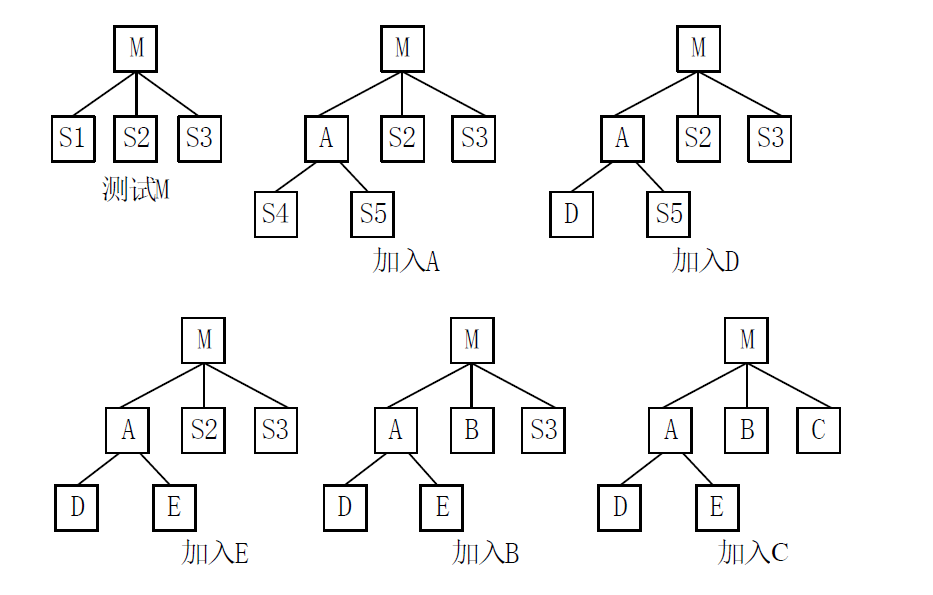 M M M
S1 S2 S3 A S2 S3 A S2 S3
测试M
S4 S5 D S5
加入A 加入D
M M M
A S2 S3 A B S3 A B C
D E D E D E
加入E 加入B 加入C